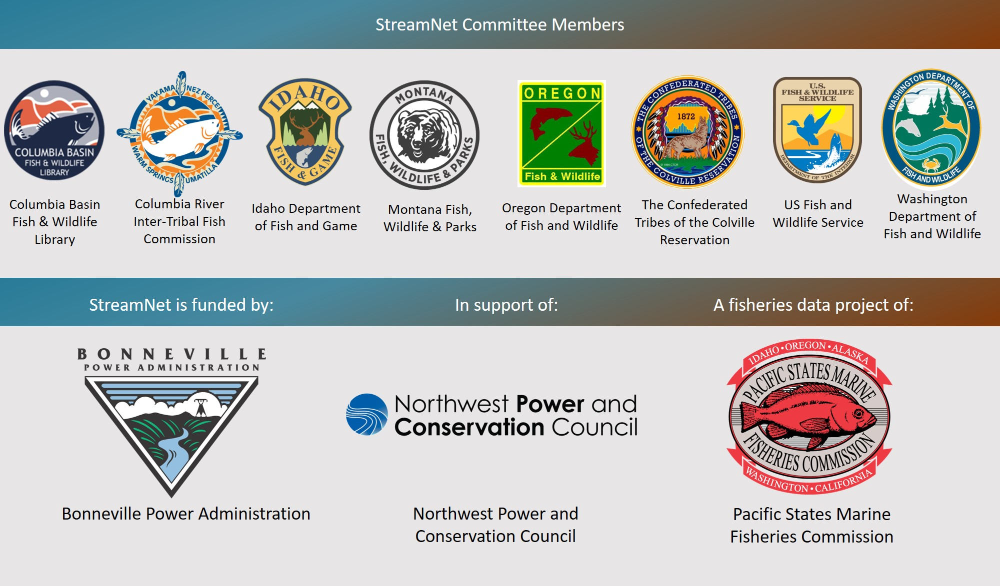 StreamNet Committee Members
COLUMBIA BASIN
FISH & WILDLIFE
LIBRARY
YAKAMA NEZ PERCE
WARM SPRINGS UMATILLA
IDAHO
FISH & GAME
MONTANA
FISH, WILDLIFE & PARKS
OREGON
Fish & Wildlife
THE CONFEDERATED TRIBES
OF THE COLVILLE RESERVATION
1872
© 1994 CTCR
U.S.
FISH & WILDLIFE
SERVICE
DEPARTMENT OF THE INTERIOR
WASHINGTON DEPARTMENT OF
FISH AND WILDLIFE
Columbia Basin
Fish & Wildlife
Library
Columbia River
Inter-Tribal Fish
Commission
Idaho Department
of Fish and Game
Montana Fish,
Wildlife & Parks
Oregon Department
of Fish and Wildlife
The Confederated
Tribes of the Colville
Reservation
US Fish and
Wildlife Service
Washington
Department of
Fish and Wildlife
StreamNet is funded by:
In support of:
A fisheries data project of:
BONNEVILLE
POWER ADMINISTRATION
Northwest Power and
Conservation Council
IDAHO • OREGON • ALASKA
PACIFIC STATES MARINE
FISHERIES COMMISSION
WASHINGTON • CALIFORNIA
Bonneville Power Administration
Northwest Power and
Conservation Council
Pacific States Marine
Fisheries Commission